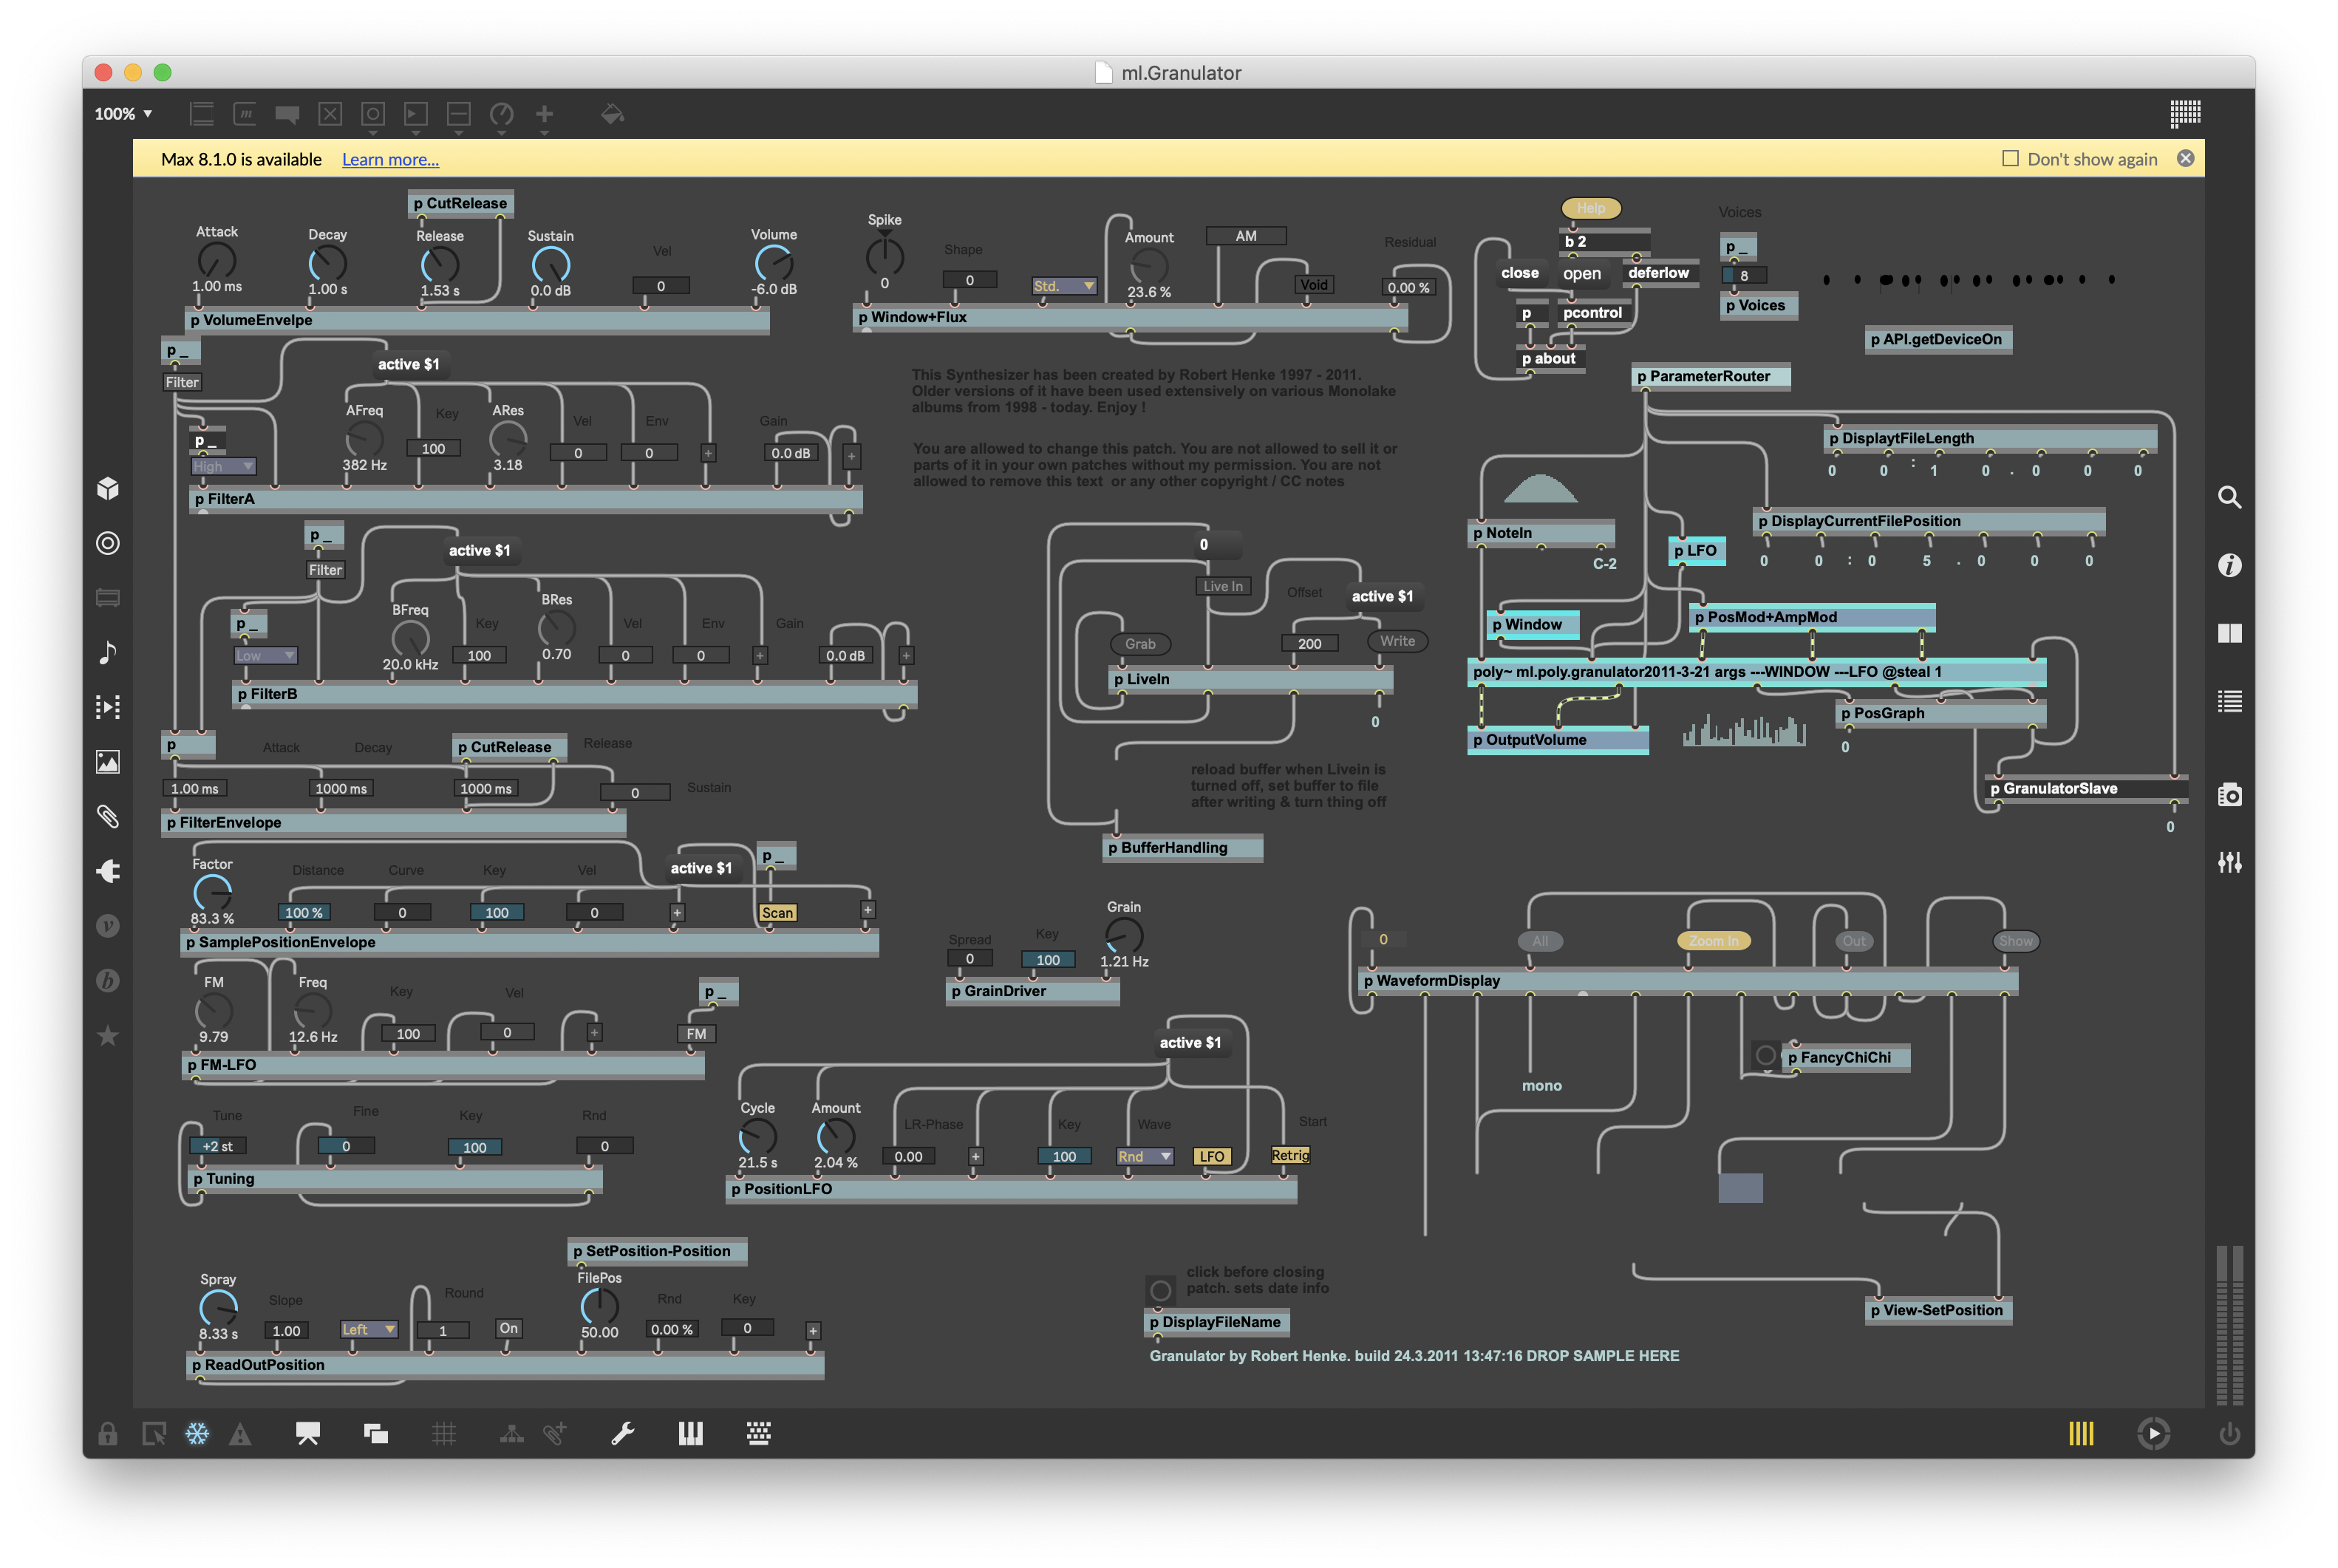 ml.Granulator
100%
Max 8.1.0 is available Learn more... Don't show again
p CutRelease
Attack Decay Release Sustain Vel Volume
1.00 ms 1.00 s 1.53 s 0.0 dB 0 -6.0 dB
p VolumeEnvelpe
Spike Shape Amount AM Residual
0 0 Std. 23.6 % Void 0.00 %
p Window+Flux
Help
b 2
close open deferlow
p pcontrol
p about
Voices
p _
8
p Voices
p API.getDeviceOn
p _
Filter
active $1
AFreq Key ARes Vel Env Gain
p _
High 382 Hz 100 3.18 0 0 + 0.0 dB +
p FilterA
This Synthesizer has been created by Robert Henke 1997 - 2011.
Older versions of it have been used extensively on various Monolake
albums from 1998 - today. Enjoy !
You are allowed to change this patch. You are not allowed to sell it or
parts of it in your own patches without my permission. You are not
allowed to remove this text or any other copyright / CC notes
p ParameterRouter
p DisplaytFileLength
0 0 : 1 0 . 0 0 0
p NoteIn
C-2
p LFO
p DisplayCurrentFilePosition
0 0 : 0 5 . 0 0 0
p _
Filter
active $1
BFreq Key BRes Vel Env Gain
p _
Low 20.0 kHz 100 0.70 0 0 + 0.0 dB +
p FilterB
0
Live In Offset active $1
Grab 200 Write
p LiveIn
0
p Window
p PosMod+AmpMod
poly~ ml.poly.granulator2011-3-21 args ---WINDOW ---LFO @steal 1
p OutputVolume
p PosGraph
0
p GranulatorSlave
0
p
Attack Decay p CutRelease Release
1.00 ms 1000 ms 1000 ms 0 Sustain
p FilterEnvelope
reload buffer when Livein is
turned off, set buffer to file
after writing & turn thing off
p BufferHandling
Factor Distance Curve Key Vel active $1 p _
83.3 % 100 % 0 100 0 + Scan +
p SamplePositionEnvelope
Spread Key Grain
0 100 1.21 Hz
p GrainDriver
0 All Zoom In Out Show
p WaveformDisplay
p FancyChiChi
mono
FM Freq Key Vel p _
9.79 12.6 Hz 100 0 + FM
p FM-LFO
active $1
Cycle Amount LR-Phase Key Wave Start
21.5 s 2.04 % 0.00 + 100 Rnd LFO Retrig
p PositionLFO
Tune Fine Key Rnd
+2 st 0 100 0
p Tuning
p SetPosition-Position
Spray Slope Round FilePos Rnd Key
8.33 s 1.00 Left 1 On 50.00 0.00 % 0 +
p ReadOutPosition
click before closing
patch. sets date info
p DisplayFileName
Granulator by Robert Henke. build 24.3.2011 13:47:16 DROP SAMPLE HERE
p View-SetPosition